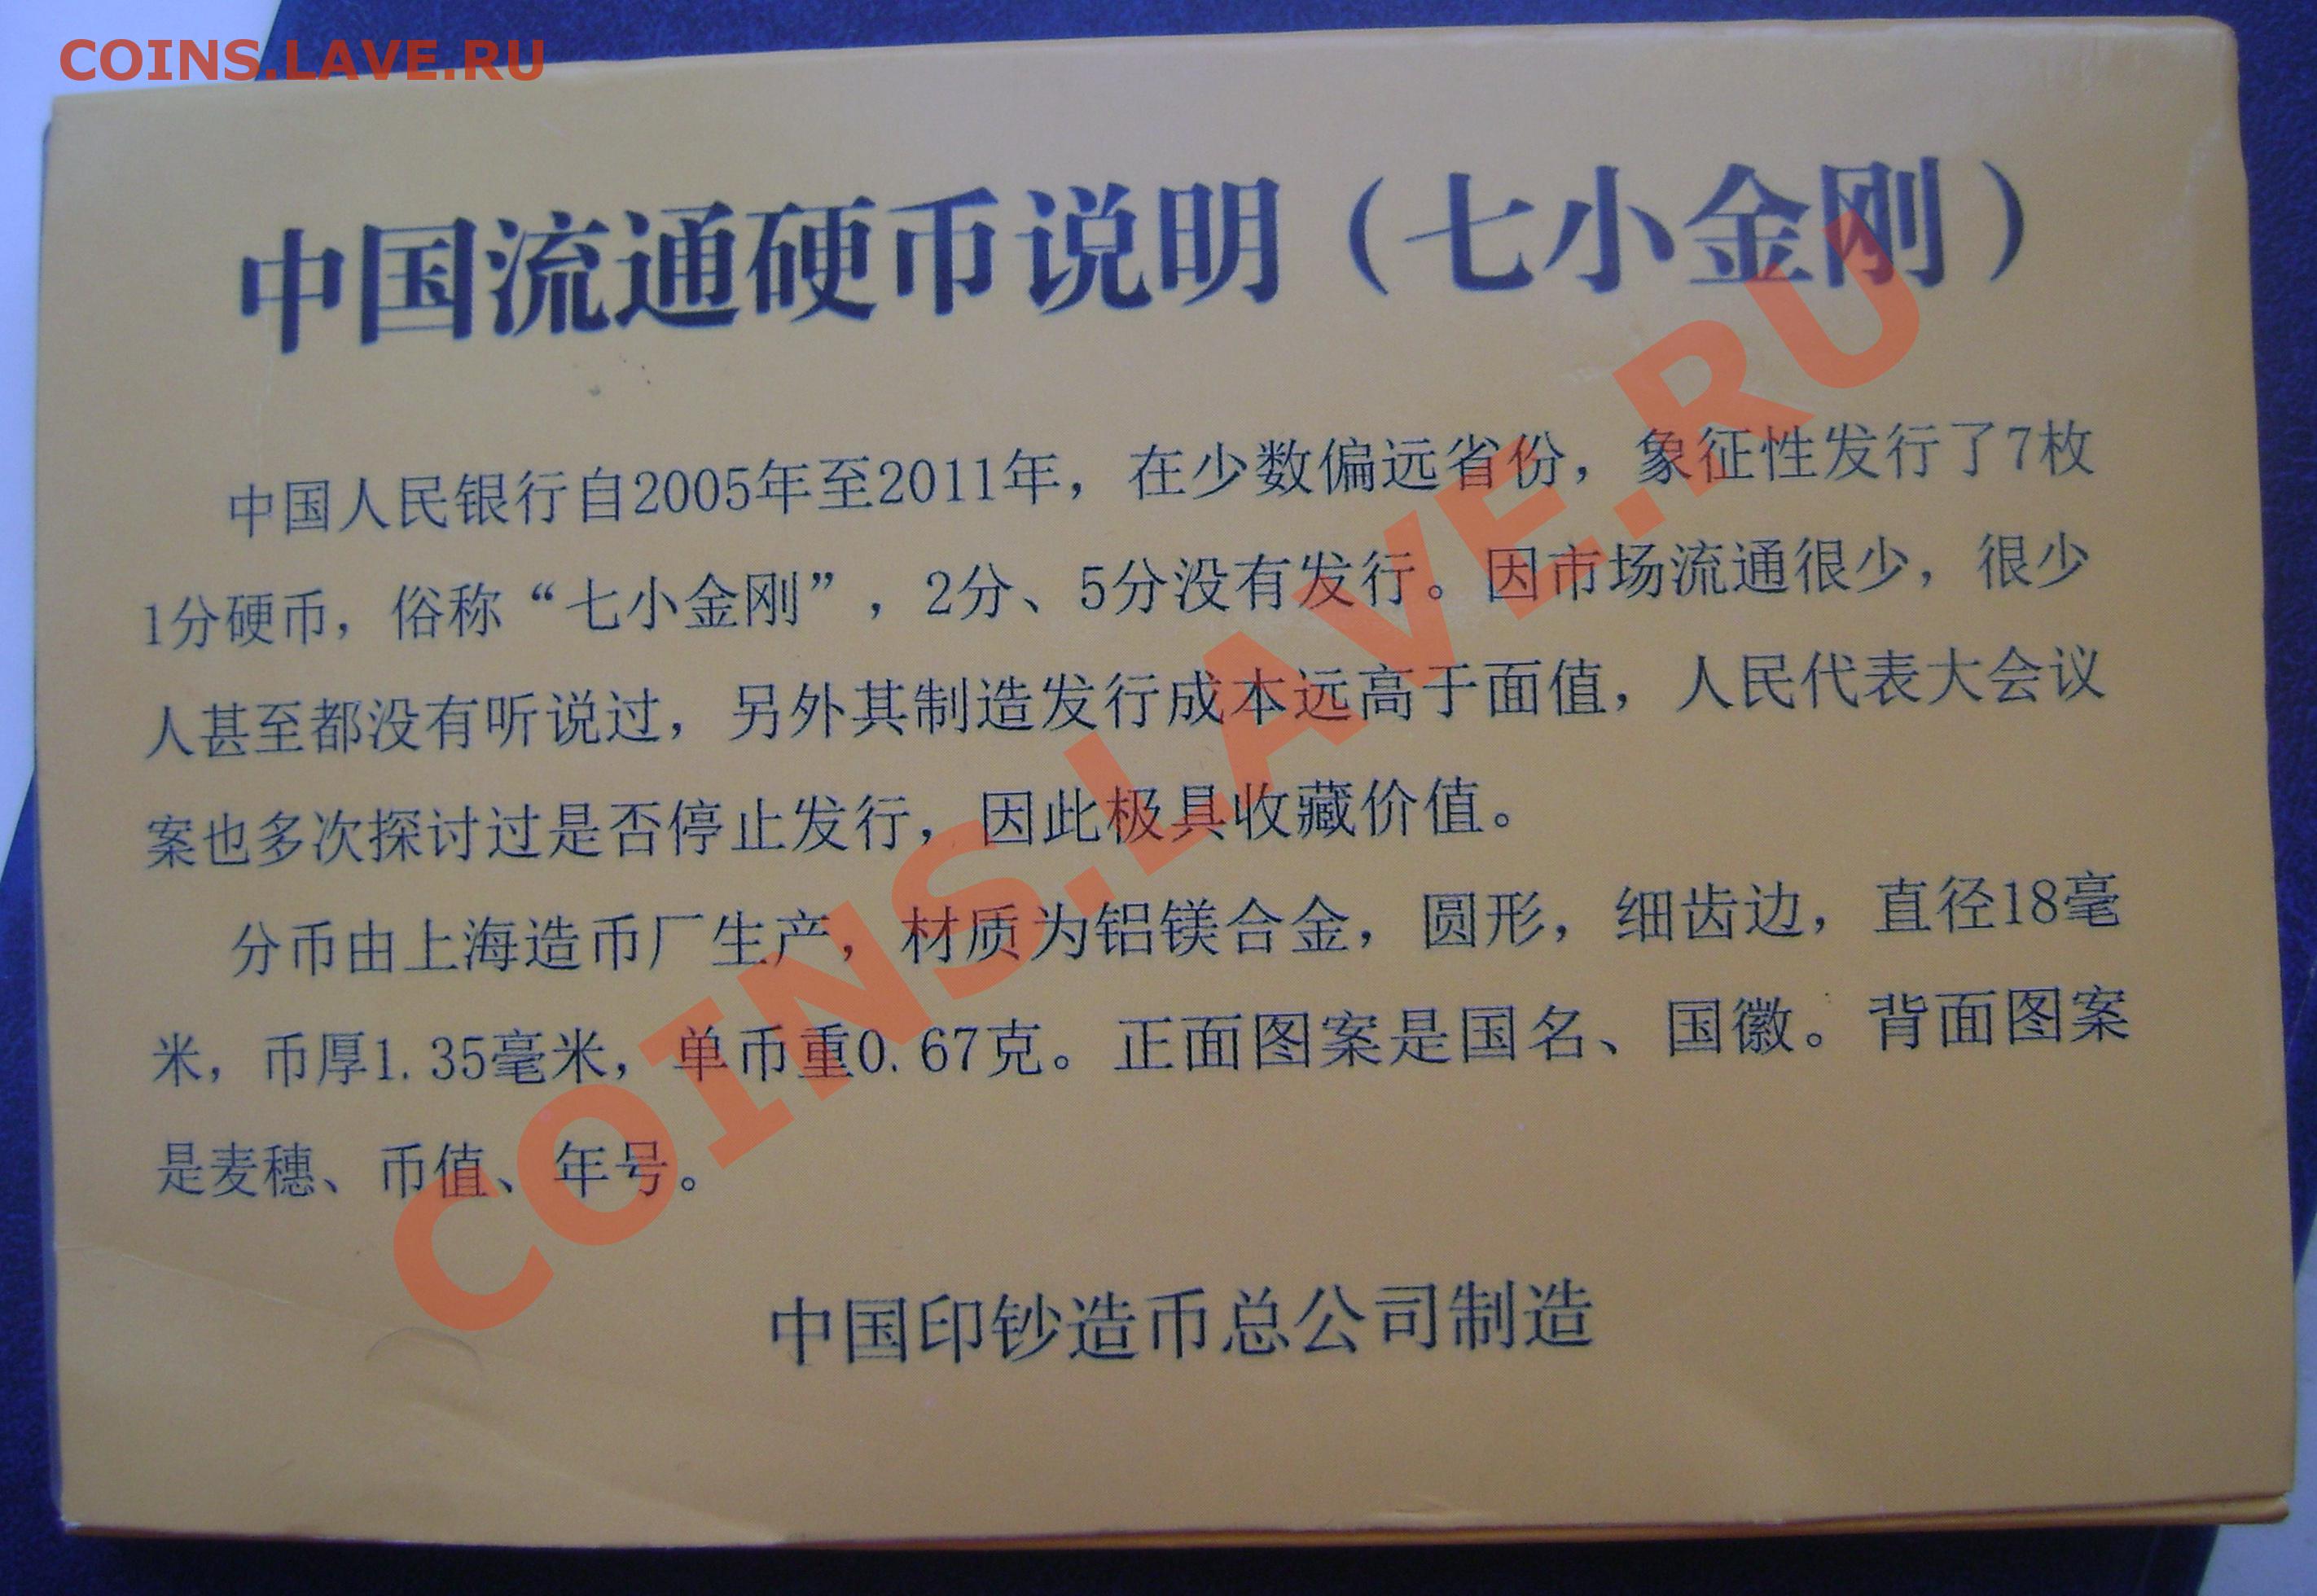 COINS.LAVE.RU
中国流通硬币说明（七小金刚）
中国人民银行自2005年至2011年，在少数偏远省份，象征性发行了7枚
1分硬币，俗称“七小金刚”，2分、5分没有发行。因市场流通很少，很少
人甚至都没有听说过，另外其制造发行成本远高于面值，人民代表大会议
案也多次探讨过是否停止发行，因此极具收藏价值。
分币由上海造币厂生产，材质为铝镁合金，圆形，细齿边，直径18毫
米，币厚1.35毫米，单币重0.67克。正面图案是国名、国徽。背面图案
是麦穗、币值、年号。
中国印钞造币总公司制造
COINS.LAVE.RU